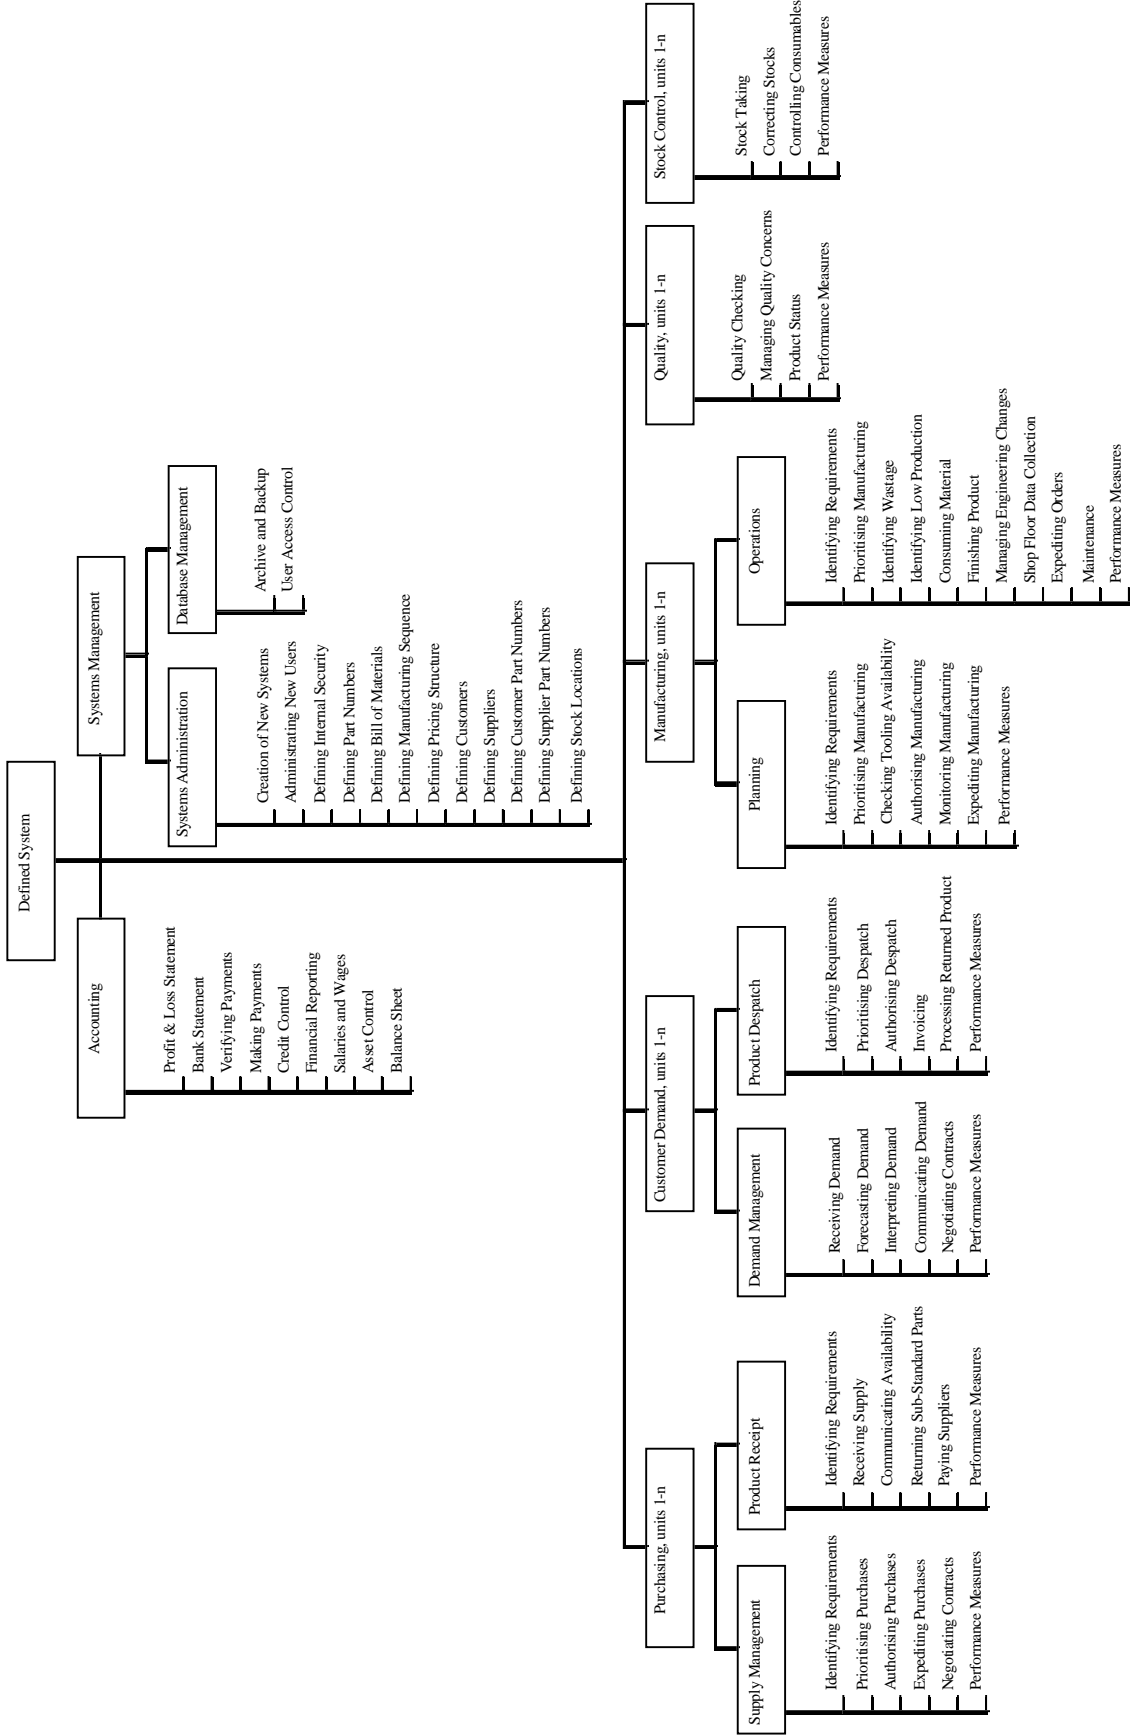 Defined System
Accounting
Profit & Loss Statement
Bank Statement
Verifying Payments
Making Payments
Credit Control
Financial Reporting
Salaries and Wages
Asset Control
Balance Sheet
Systems Management
Systems Administration
Creation of New Systems
Administrating New Users
Defining Internal Security
Defining Part Numbers
Defining Bill of Materials
Defining Manufacturing Sequence
Defining Pricing Structure
Defining Customers
Defining Suppliers
Defining Customer Part Numbers
Defining Supplier Part Numbers
Defining Stock Locations
Database Management
Archive and Backup
User Access Control
Purchasing, units 1-n
Supply Management
Identifying Requirements
Prioritising Purchases
Authorising Purchases
Expediting Purchases
Negotiating Contracts
Performance Measures
Product Receipt
Identifying Requirements
Receiving Supply
Communicating Availability
Returning Sub-Standard Parts
Paying Suppliers
Performance Measures
Customer Demand, units 1-n
Demand Management
Receiving Demand
Forecasting Demand
Interpreting Demand
Communicating Demand
Negotiating Contracts
Performance Measures
Product Despatch
Identifying Requirements
Prioritising Despatch
Authorising Despatch
Invoicing
Processing Returned Product
Performance Measures
Manufacturing, units 1-n
Planning
Identifying Requirements
Prioritising Manufacturing
Checking Tooling Availability
Authorising Manufacturing
Monitoring Manufacturing
Expediting Manufacturing
Performance Measures
Operations
Identifying Requirements
Prioritising Manufacturing
Identifying Wastage
Identifying Low Production
Consuming Material
Finishing Product
Managing Engineering Changes
Shop Floor Data Collection
Expediting Orders
Maintenance
Performance Measures
Quality, units 1-n
Quality Checking
Managing Quality Concerns
Product Status
Performance Measures
Stock Control, units 1-n
Stock Taking
Correcting Stocks
Controlling Consumables
Performance Measures